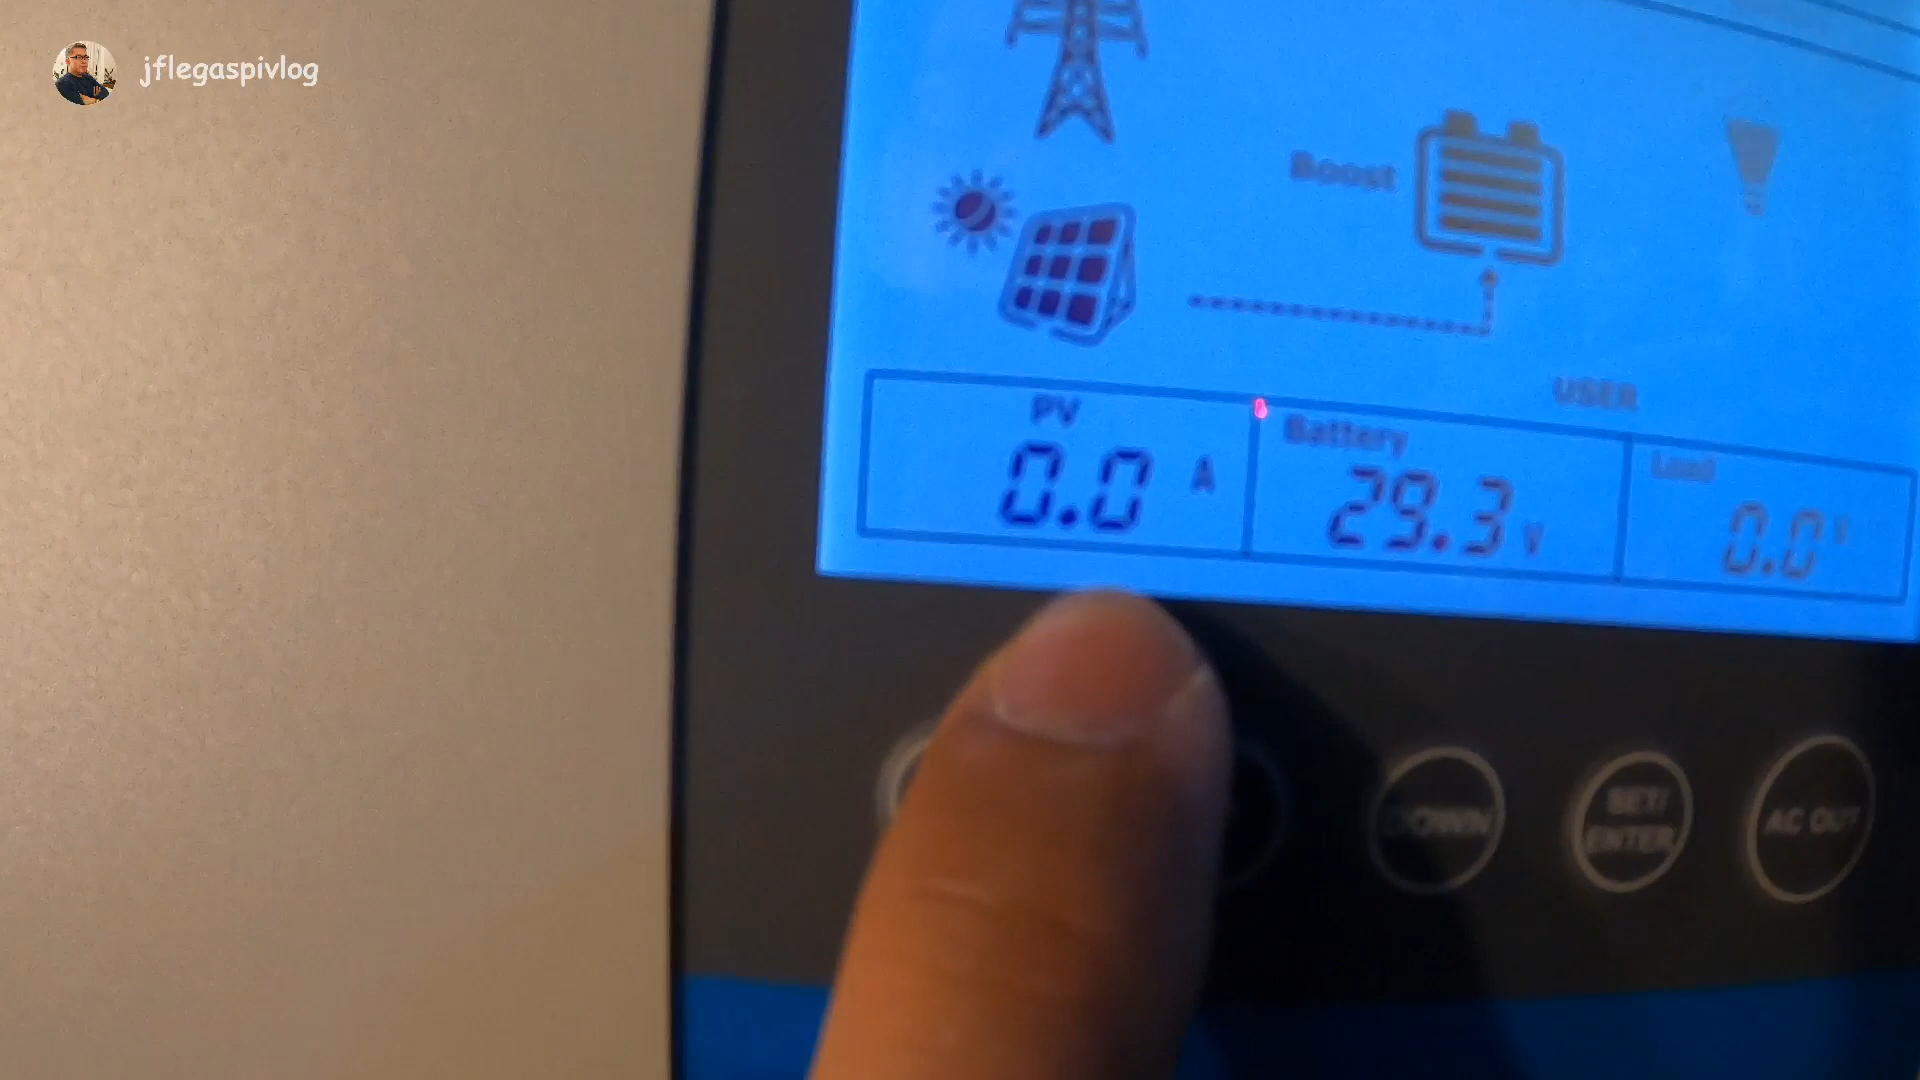 jflegaspivlog
Boost
USER
PV
0.0 A
Battery
29.3 V
Load
0.0 V
DOWN
SET/
ENTER
AC OUT